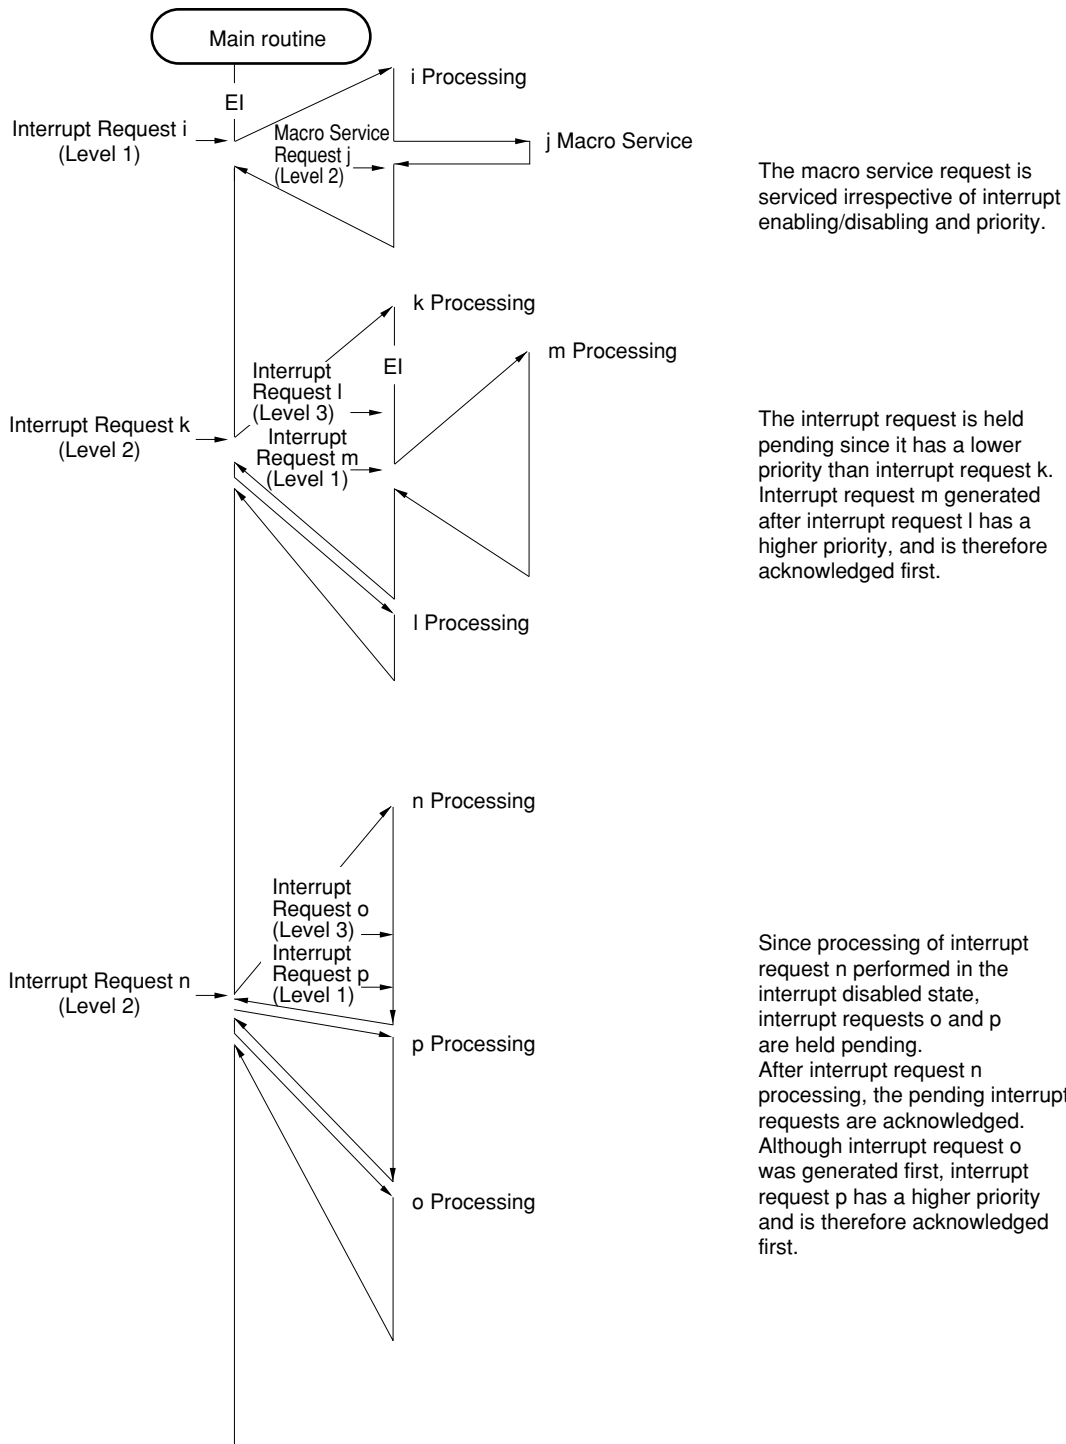 Main routine
EI
i Processing
Interrupt Request i
(Level 1)
Macro Service
Request j
(Level 2)
j Macro Service
The macro service request is
serviced irrespective of interrupt
enabling/disabling and priority.
k Processing
EI
m Processing
Interrupt
Request l
(Level 3)
Interrupt Request k
(Level 2)
Interrupt
Request m
(Level 1)
The interrupt request is held
pending since it has a lower
priority than interrupt request k.
Interrupt request m generated
after interrupt request l has a
higher priority, and is therefore
acknowledged first.
l Processing
n Processing
Interrupt
Request o
(Level 3)
Interrupt
Request p
(Level 1)
Interrupt Request n
(Level 2)
p Processing
Since processing of interrupt
request n performed in the
interrupt disabled state,
interrupt requests o and p
are held pending.
After interrupt request n
processing, the pending interrupt
requests are acknowledged.
Although interrupt request o
was generated first, interrupt
request p has a higher priority
and is therefore acknowledged
first.
o Processing